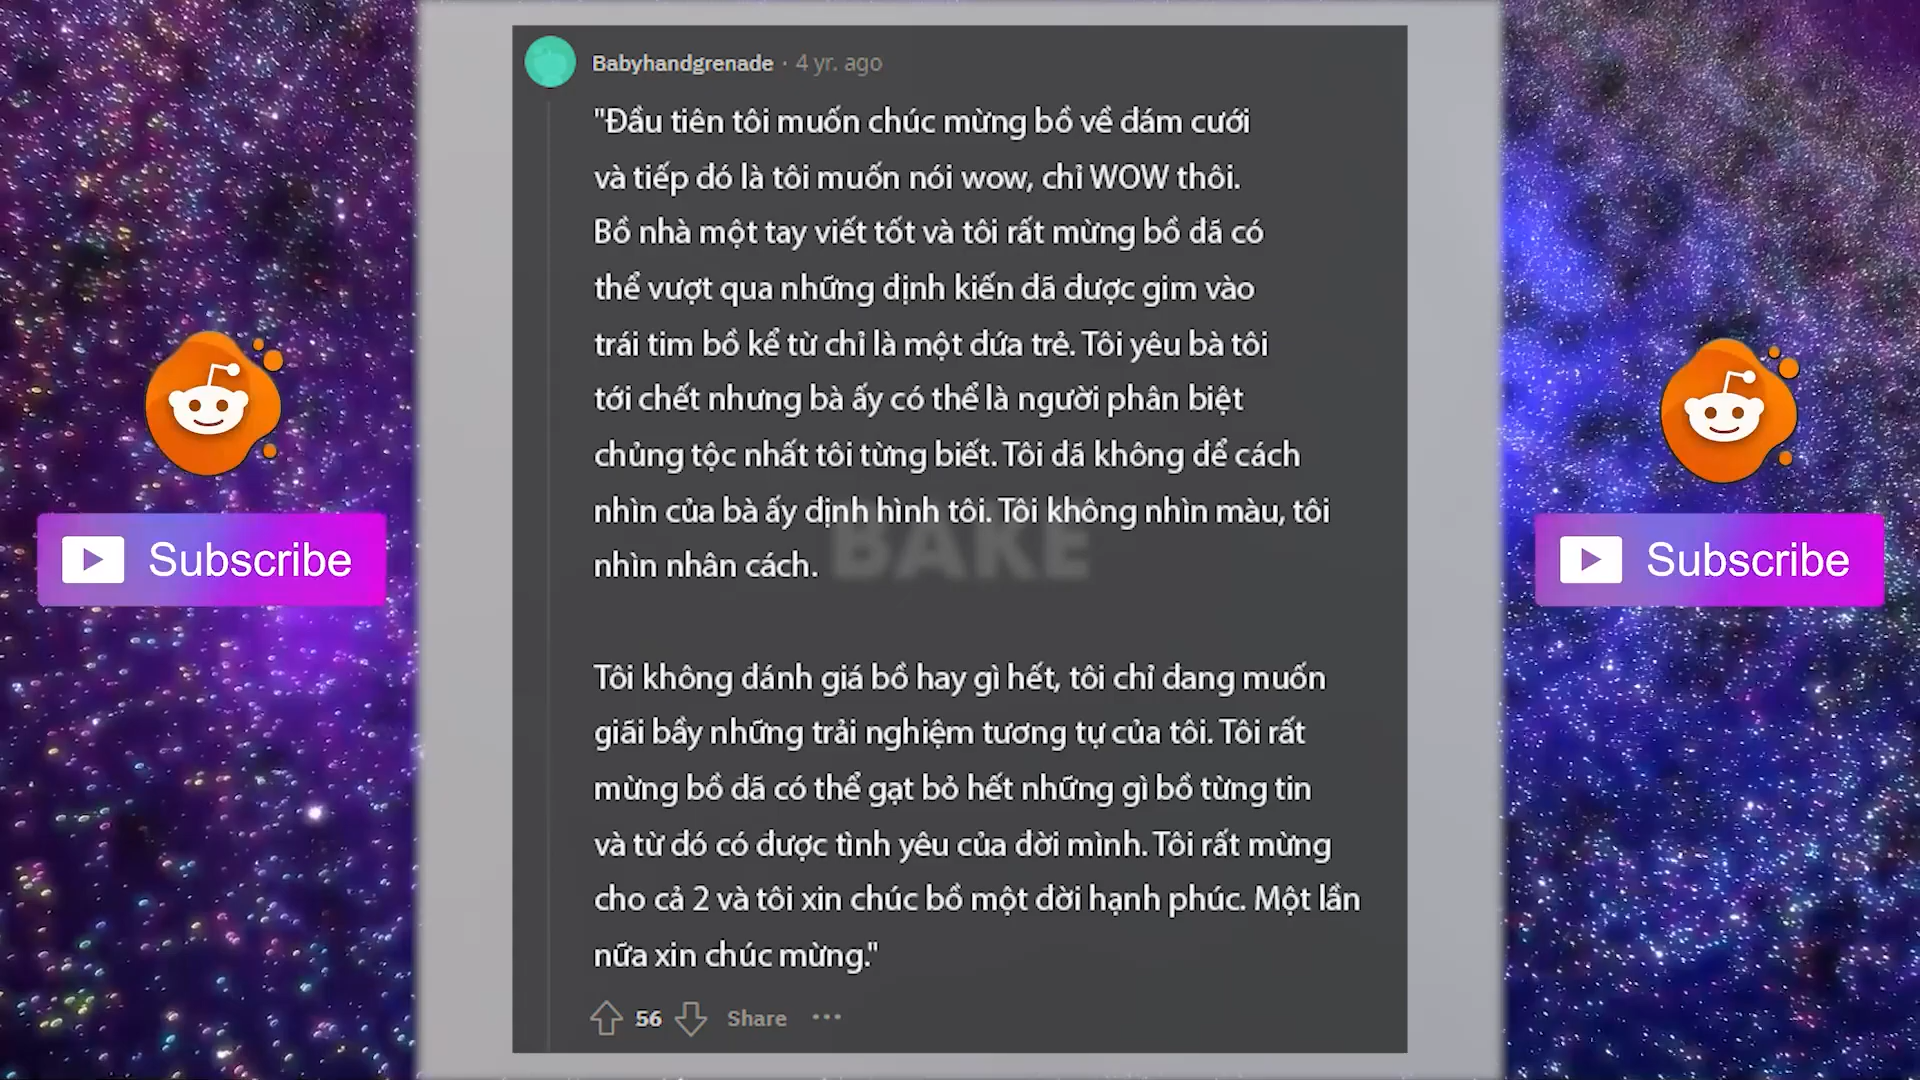 Babyhandgrenade · 4 yr. ago
"Đầu tiên tôi muốn chúc mừng bồ về đám cưới
và tiếp đó là tôi muốn nói wow, chỉ WOW thôi.
Bồ nhà một tay viết tốt và tôi rất mừng bồ đã có
thể vượt qua những định kiến đã được gim vào
trái tim bồ kể từ chỉ là một đứa trẻ. Tôi yêu bà tôi
tới chết nhưng bà ấy có thể là người phân biệt
chủng tộc nhất tôi từng biết. Tôi đã không để cách
nhìn của bà ấy định hình tôi. Tôi không nhìn màu, tôi
nhìn nhân cách.
BAKE
Tôi không đánh giá bồ hay gì hết, tôi chỉ đang muốn
giãi bầy những trải nghiệm tương tự của tôi. Tôi rất
mừng bồ đã có thể gạt bỏ hết những gì bồ từng tin
và từ đó có được tình yêu của đời mình. Tôi rất mừng
cho cả 2 và tôi xin chúc bồ một đời hạnh phúc. Một lần
nữa xin chúc mừng."
56 Share ···
Subscribe
Subscribe